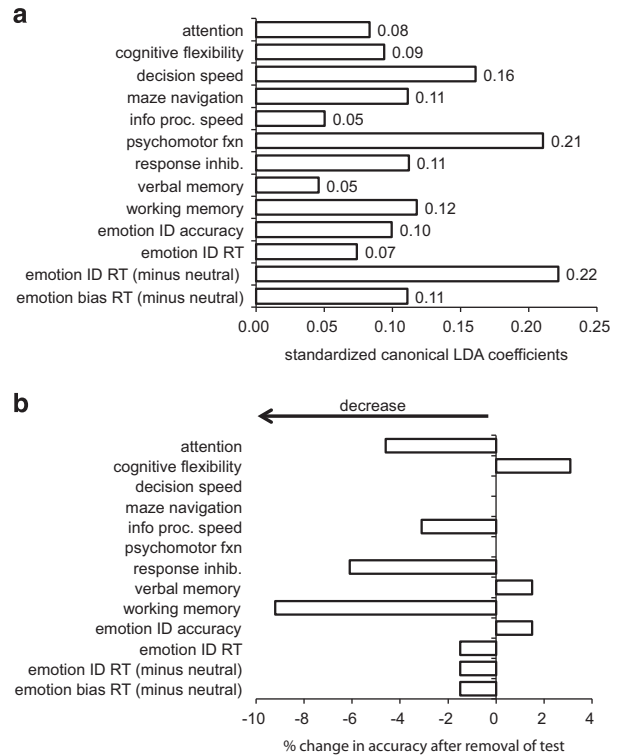 a
attention 0.08
cognitive flexibility 0.09
decision speed 0.16
maze navigation 0.11
info proc. speed 0.05
psychomotor fxn 0.21
response inhib. 0.11
verbal memory 0.05
working memory 0.12
emotion ID accuracy 0.10
emotion ID RT 0.07
emotion ID RT (minus neutral) 0.22
emotion bias RT (minus neutral) 0.11
0.00 0.05 0.10 0.15 0.20 0.25
standardized canonical LDA coefficients
b
decrease
attention
cognitive flexibility
decision speed
maze navigation
info proc. speed
psychomotor fxn
response inhib.
verbal memory
working memory
emotion ID accuracy
emotion ID RT
emotion ID RT (minus neutral)
emotion bias RT (minus neutral)
-10 -8 -6 -4 -2 0 2 4
% change in accuracy after removal of test